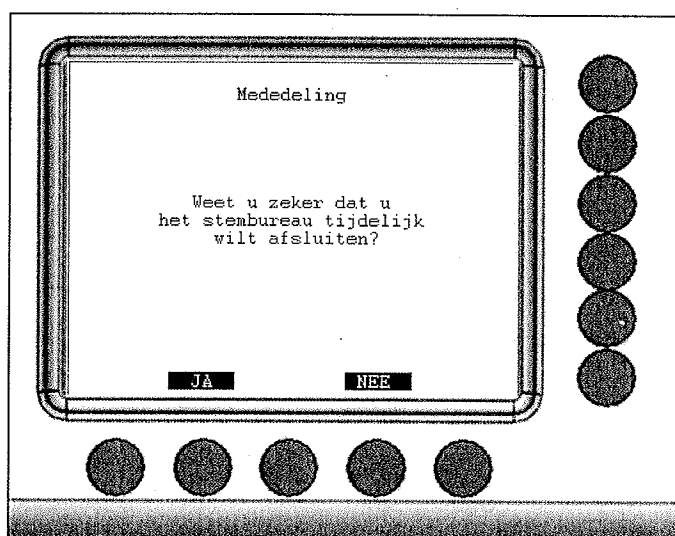 Mededeling
Weet u zeker dat u
het stembureau tijdelijk
wilt afsluiten?
JA NEE